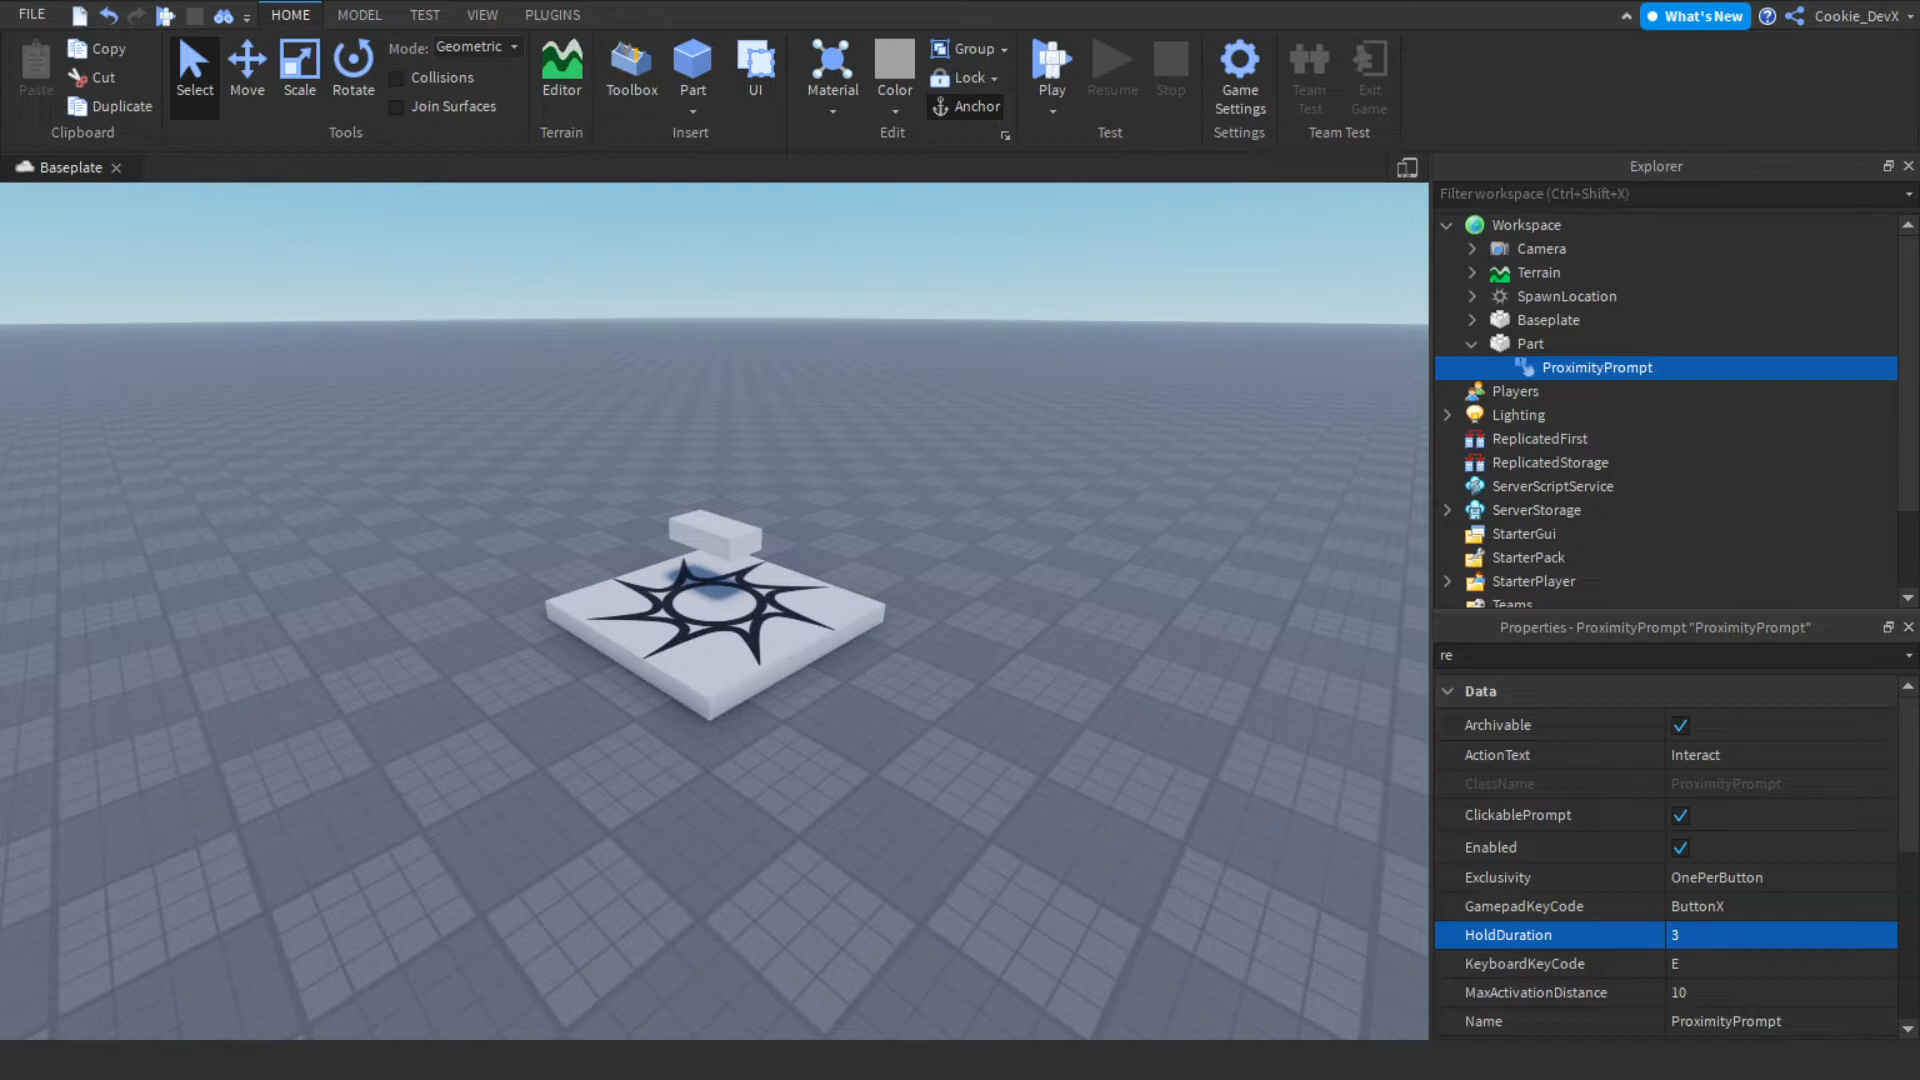 FILE
HOME
MODEL
TEST
VIEW
PLUGINS
What's New
Cookie_DevX
Paste
Copy
Cut
Duplicate
Clipboard
Select
Move
Scale
Rotate
Mode: Geometric
Collisions
Join Surfaces
Tools
Editor
Terrain
Toolbox
Part
UI
Insert
Material
Color
Group
Lock
Anchor
Edit
Play
Resume
Stop
Test
Game
Settings
Settings
Team
Test
Exit
Game
Team Test
Baseplate
Explorer
Filter workspace (Ctrl+Shift+X)
Workspace
Camera
Terrain
SpawnLocation
Baseplate
Part
ProximityPrompt
Players
Lighting
ReplicatedFirst
ReplicatedStorage
ServerScriptService
ServerStorage
StarterGui
StarterPack
StarterPlayer
Teams
Properties - ProximityPrompt "ProximityPrompt"
re
Data
Archivable
ActionText Interact
ClassName ProximityPrompt
ClickablePrompt
Enabled
Exclusivity OnePerButton
GamepadKeyCode ButtonX
HoldDuration 3
KeyboardKeyCode E
MaxActivationDistance 10
Name ProximityPrompt